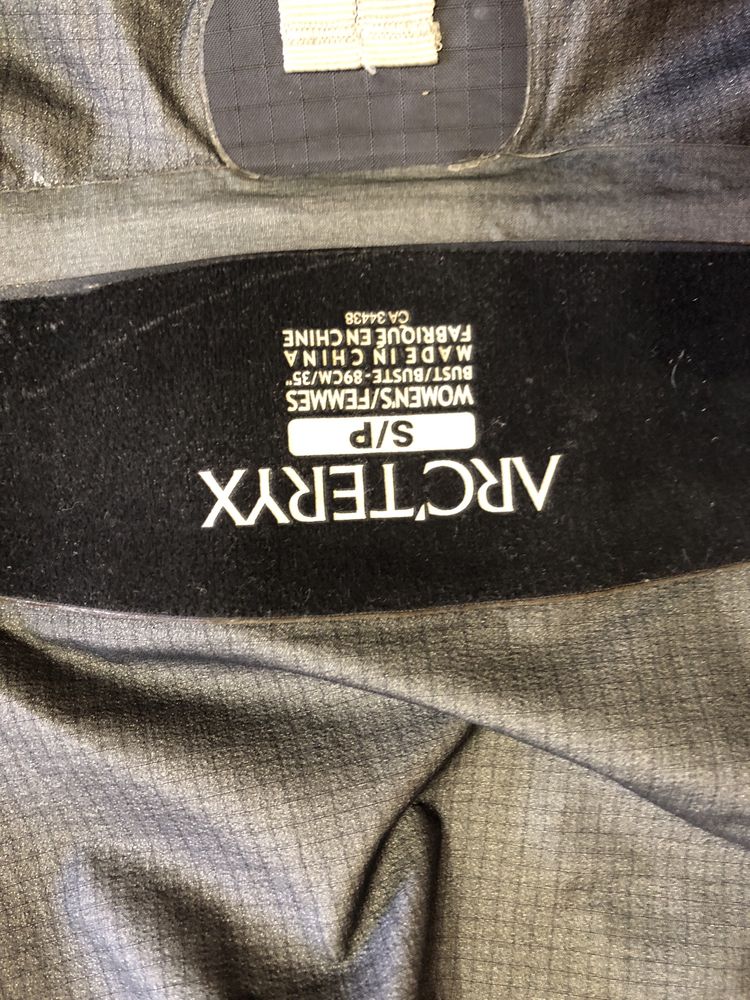 ARC'TERYX
S/P
WOMEN'S/FEMMES
BUST/BUSTE-89CM/35"
MADE IN CHINA
FABRIQUÉ EN CHINE
CA 34438